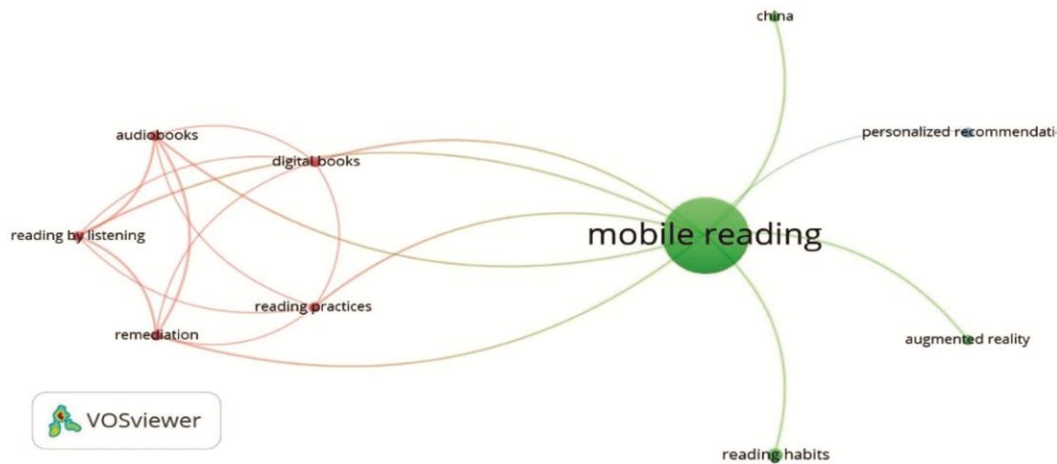 china
personalized recommendati
audiobooks
digital books
reading by listening
mobile reading
reading practices
remediation
augmented reality
VOSviewer
reading habits